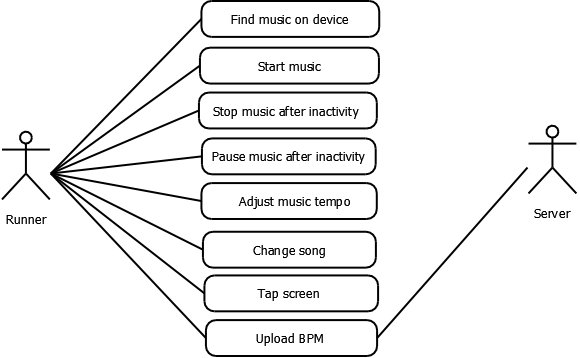 Find music on device
Start music
Stop music after inactivity
Pause music after inactivity
Adjust music tempo
Change song
Tap screen
Upload BPM
Runner
Server